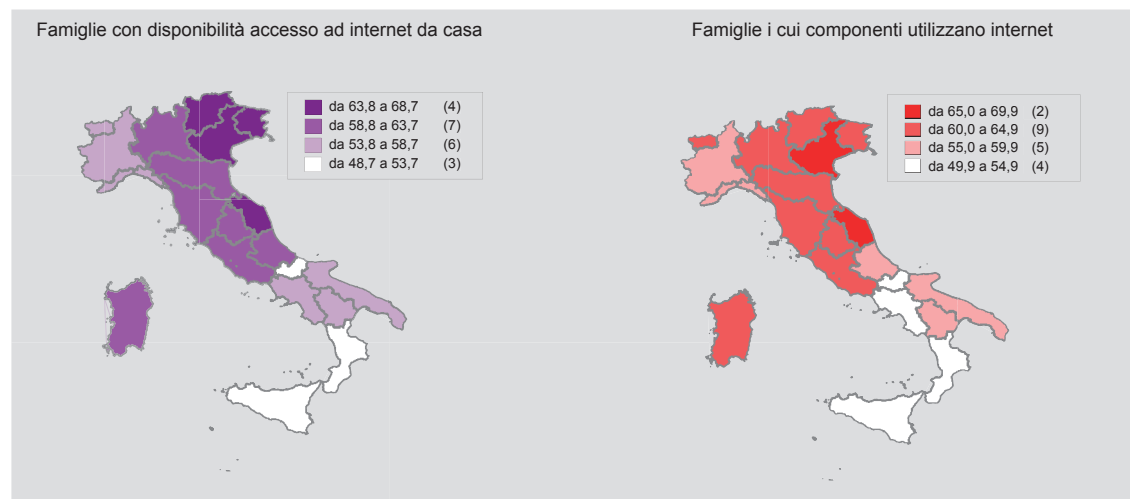 Famiglie con disponibilità accesso ad internet da casa
da 63,8 a 68,7 (4)
da 58,8 a 63,7 (7)
da 53,8 a 58,7 (6)
da 48,7 a 53,7 (3)
Famiglie i cui componenti utilizzano internet
da 65,0 a 69,9 (2)
da 60,0 a 64,9 (9)
da 55,0 a 59,9 (5)
da 49,9 a 54,9 (4)